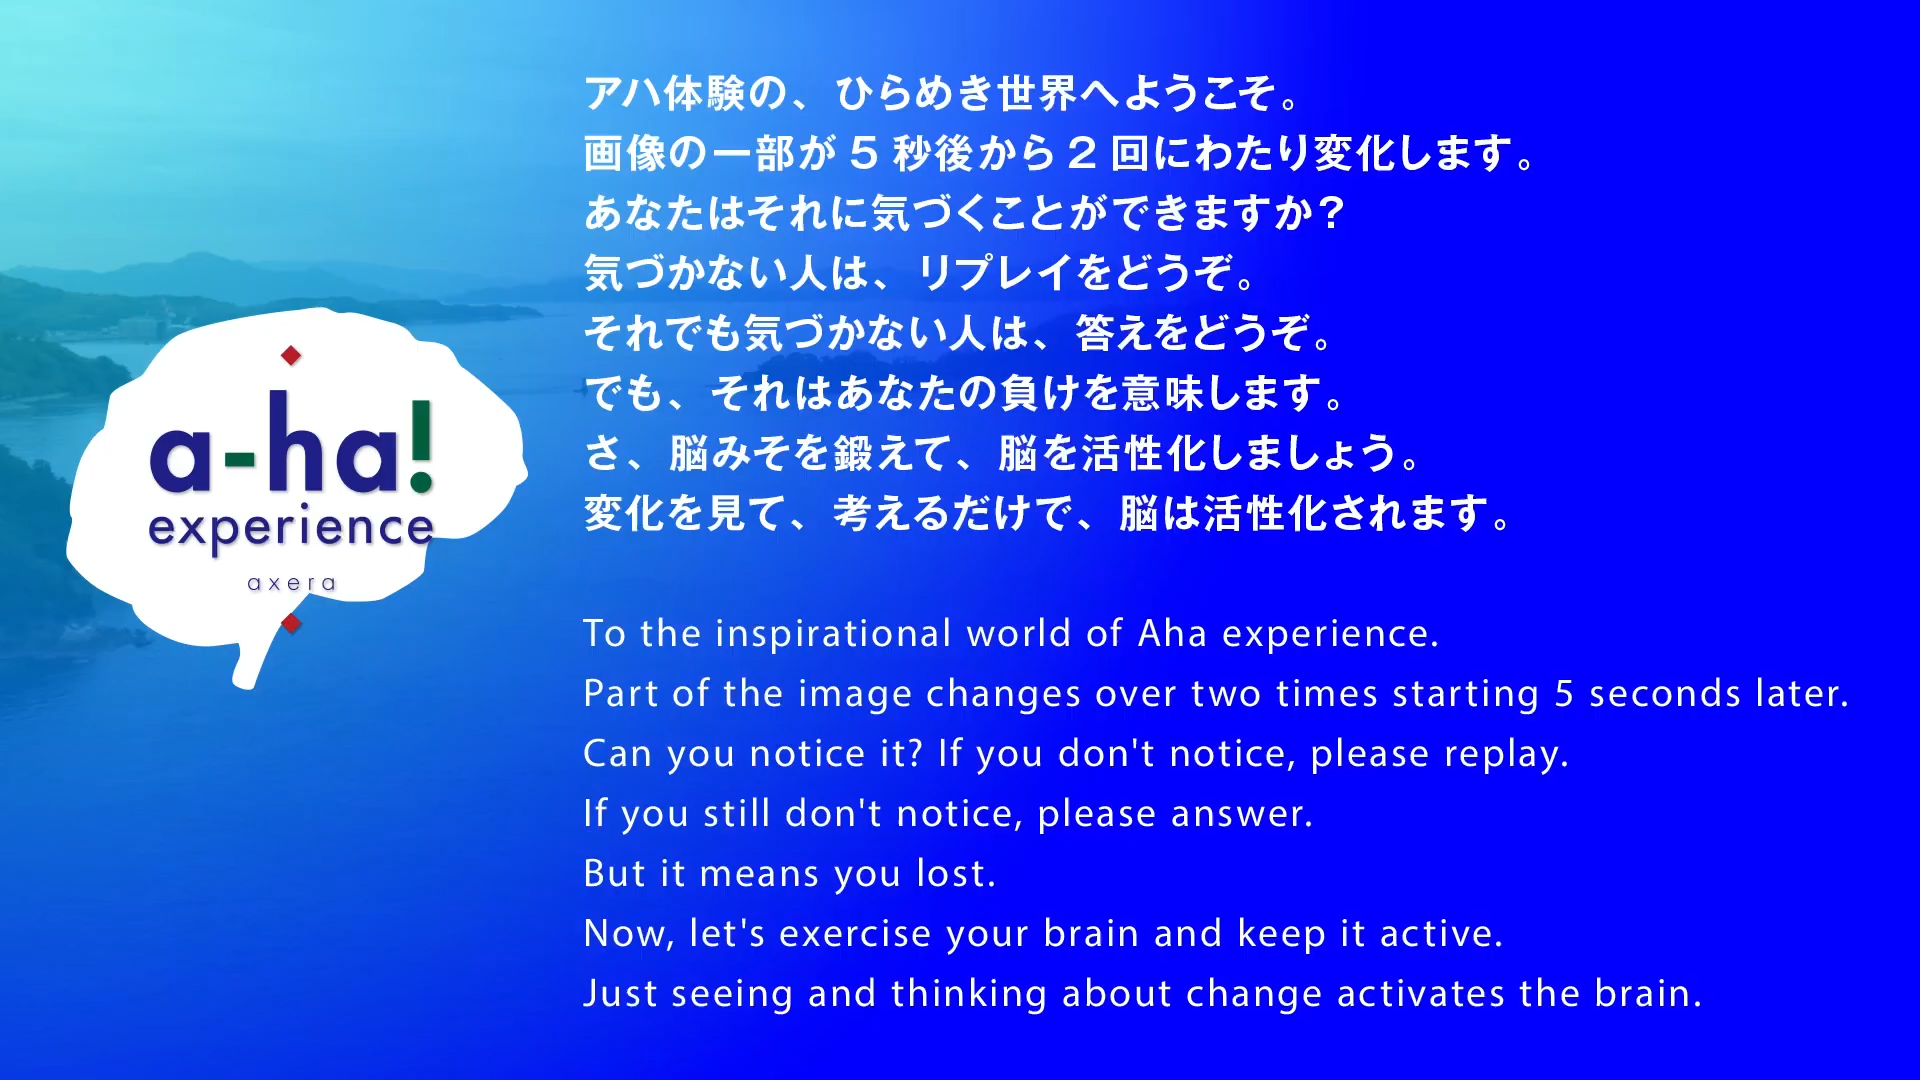 a-ha!
experience
axera
アハ体験の、ひらめき世界へようこそ。
画像の一部が5秒後から2回にわたり変化します。
あなたはそれに気づくことができますか？
気づかない人は、リプレイをどうぞ。
それでも気づかない人は、答えをどうぞ。
でも、それはあなたの負けを意味します。
さ、脳みそを鍛えて、脳を活性化しましょう。
変化を見て、考えるだけで、脳は活性化されます。
To the inspirational world of Aha experience.
Part of the image changes over two times starting 5 seconds later.
Can you notice it? If you don't notice, please replay.
If you still don't notice, please answer.
But it means you lost.
Now, let's exercise your brain and keep it active.
Just seeing and thinking about change activates the brain.